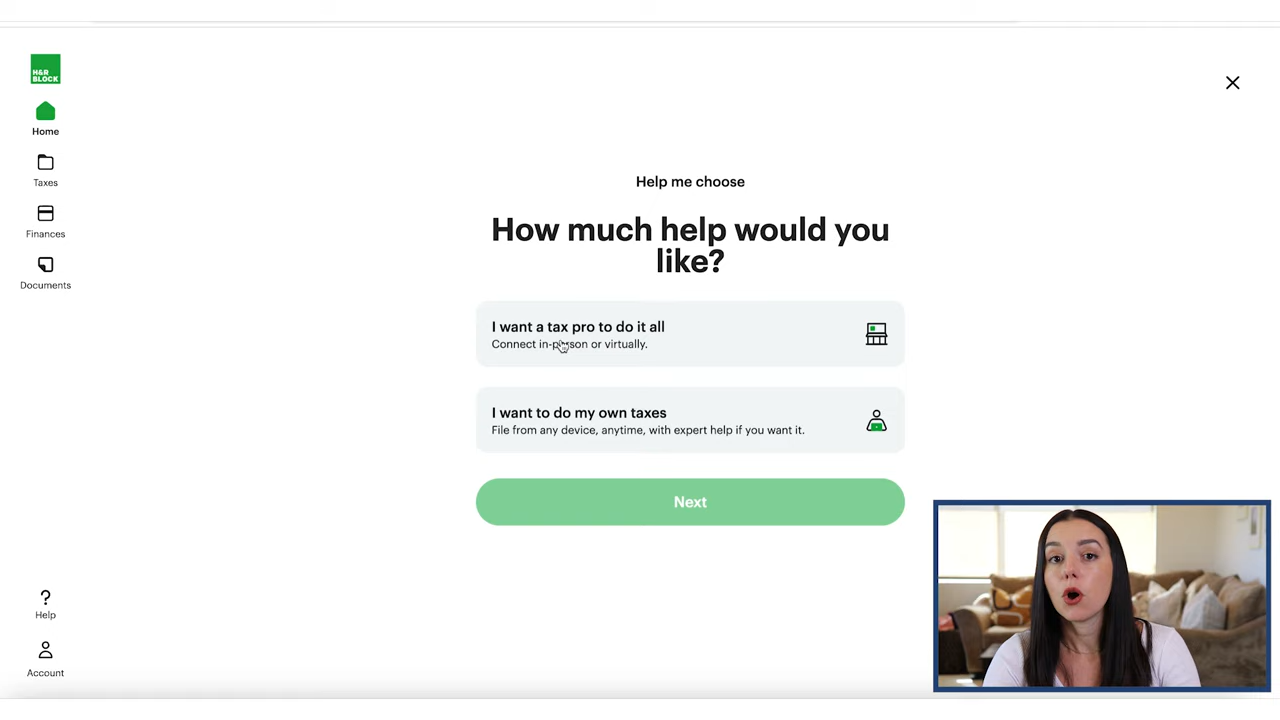 H&R
BLOCK
Home
Taxes
Finances
Documents
Help me choose
How much help would you
like?
I want a tax pro to do it all
Connect in-person or virtually.
I want to do my own taxes
File from any device, anytime, with expert help if you want it.
Next
?
Help
Account